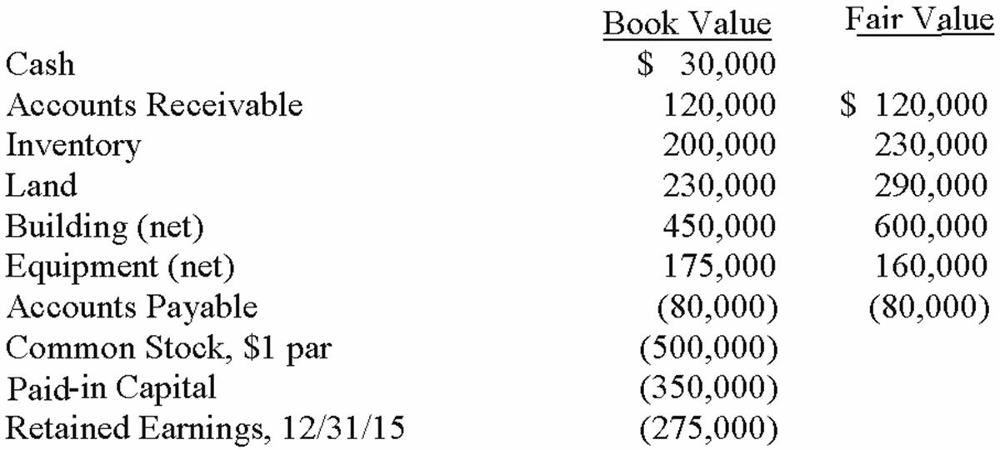 Book Value Fair Value
Cash $ 30,000
Accounts Receivable 120,000 $ 120,000
Inventory 200,000 230,000
Land 230,000 290,000
Building (net) 450,000 600,000
Equipment (net) 175,000 160,000
Accounts Payable (80,000) (80,000)
Common Stock, $1 par (500,000)
Paid-in Capital (350,000)
Retained Earnings, 12/31/15 (275,000)